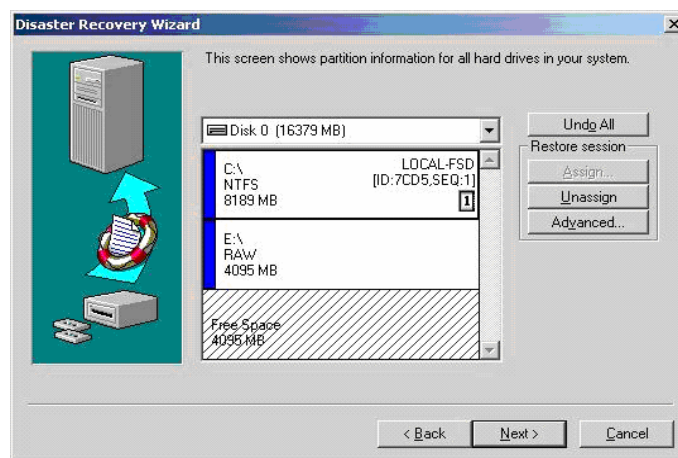 Disaster Recovery Wizard
This screen shows partition information for all hard drives in your system.
Disk 0 (16379 MB)
Undo All
Restore session
C:\ LOCAL-FSD
NTFS [ID:7CD5,SEQ:1]
8189 MB 1
Assign...
Unassign
Advanced...
E:\
RAW
4095 MB
Free Space
4095 MB
< Back Next > Cancel